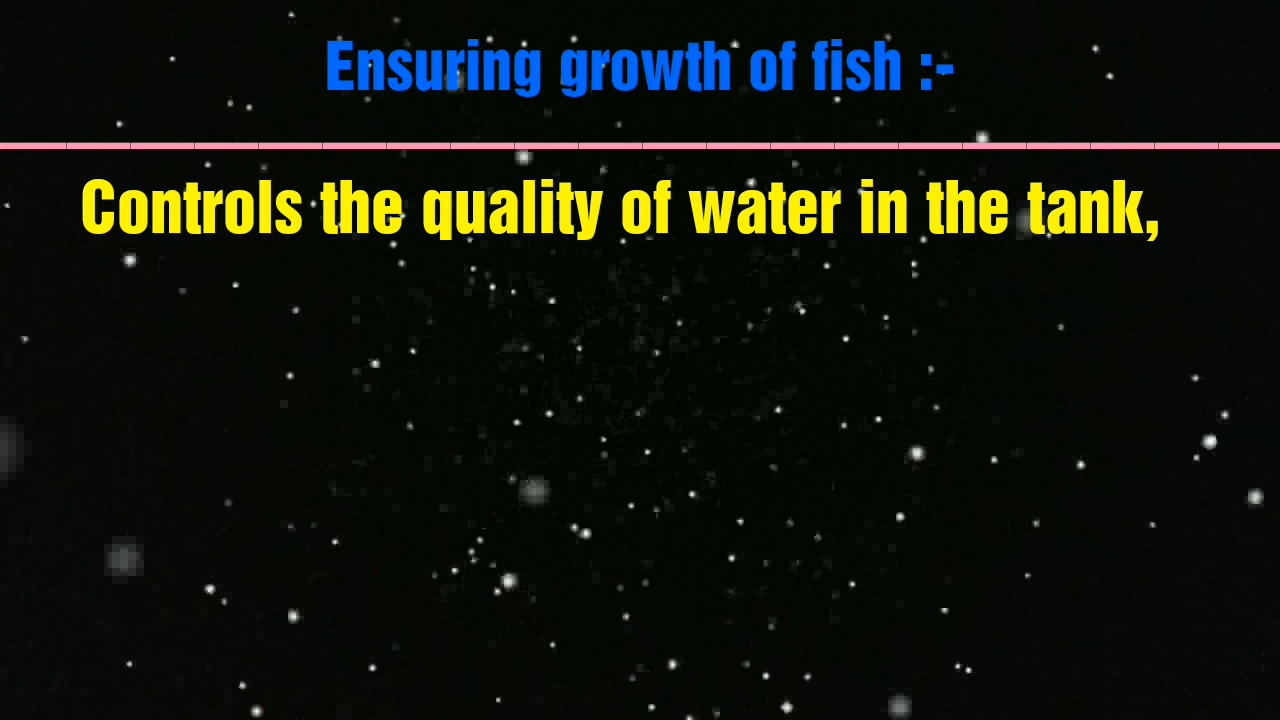 Ensuring growth of fish :-
Controls the quality of water in the tank,